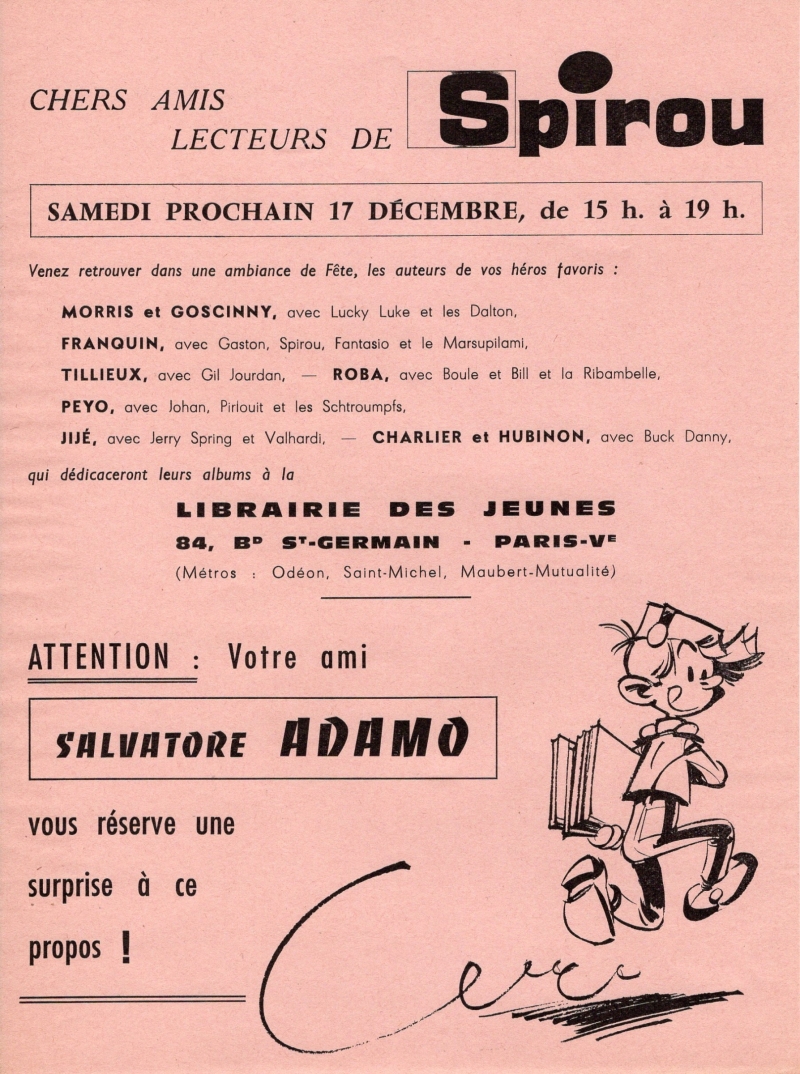 CHERS AMIS
LECTEURS DE Spirou
SAMEDI PROCHAIN 17 DÉCEMBRE, de 15 h. à 19 h.
Venez retrouver dans une ambiance de Fête, les auteurs de vos héros favoris :
MORRIS et GOSCINNY, avec Lucky Luke et les Dalton,
FRANQUIN, avec Gaston, Spirou, Fantasio et le Marsupilami,
TILLIEUX, avec Gil Jourdan, — ROBA, avec Boule et Bill et la Ribambelle,
PEYO, avec Johan, Pirlouit et les Schtroumpfs,
JIJÉ, avec Jerry Spring et Valhardi, — CHARLIER et HUBINON, avec Buck Danny,
qui dédicaceront leurs albums à la
LIBRAIRIE DES JEUNES
84, BD ST-GERMAIN - PARIS-VE
(Métros : Odéon, Saint-Michel, Maubert-Mutualité)
ATTENTION : Votre ami
SALVATORE ADAMO
vous réserve une
surprise à ce
propos !